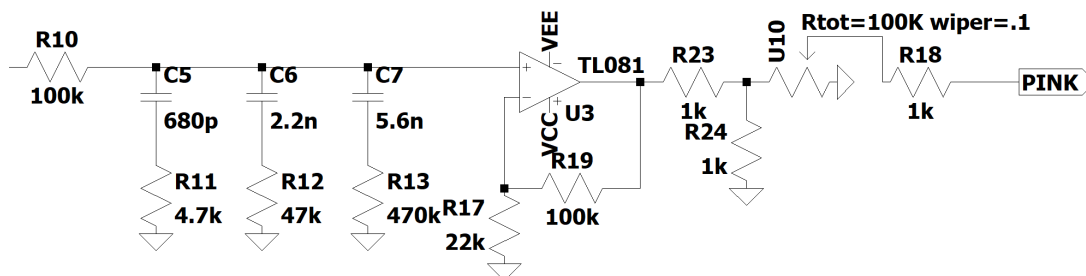 R10
100k
C5
680p
R11
4.7k
C6
2.2n
R12
47k
C7
5.6n
R13
470k
VEE
TL081
U3
VCC
R19
100k
R17
22k
R23
1k
R24
1k
U10
Rtot=100K wiper=.1
R18
1k
PINK